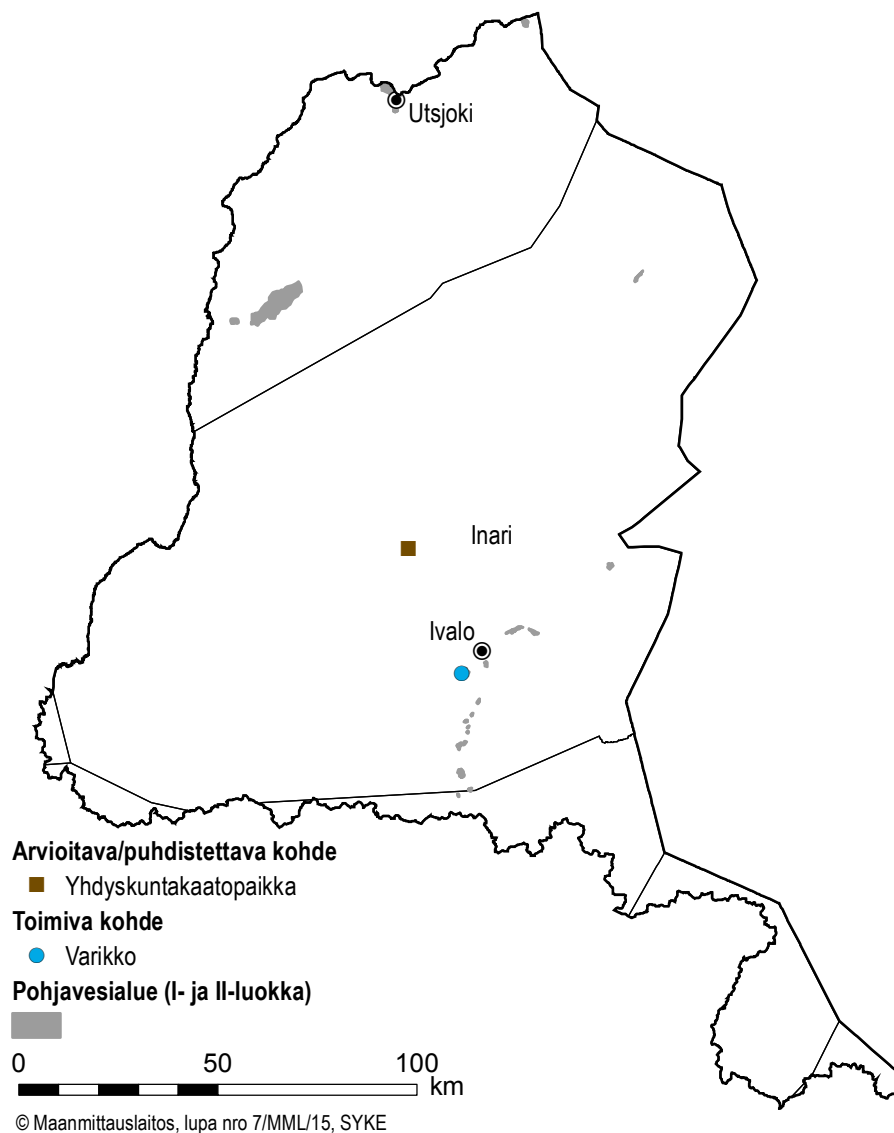 Utsjoki
Inari
Ivalo
Arvioitava/puhdistettava kohde
Yhdyskuntakaatopaikka
Toimiva kohde
Varikko
Pohjavesialue (I- ja II-luokka)
0 50 100
km
© Maanmittauslaitos, lupa nro 7/MML/15, SYKE